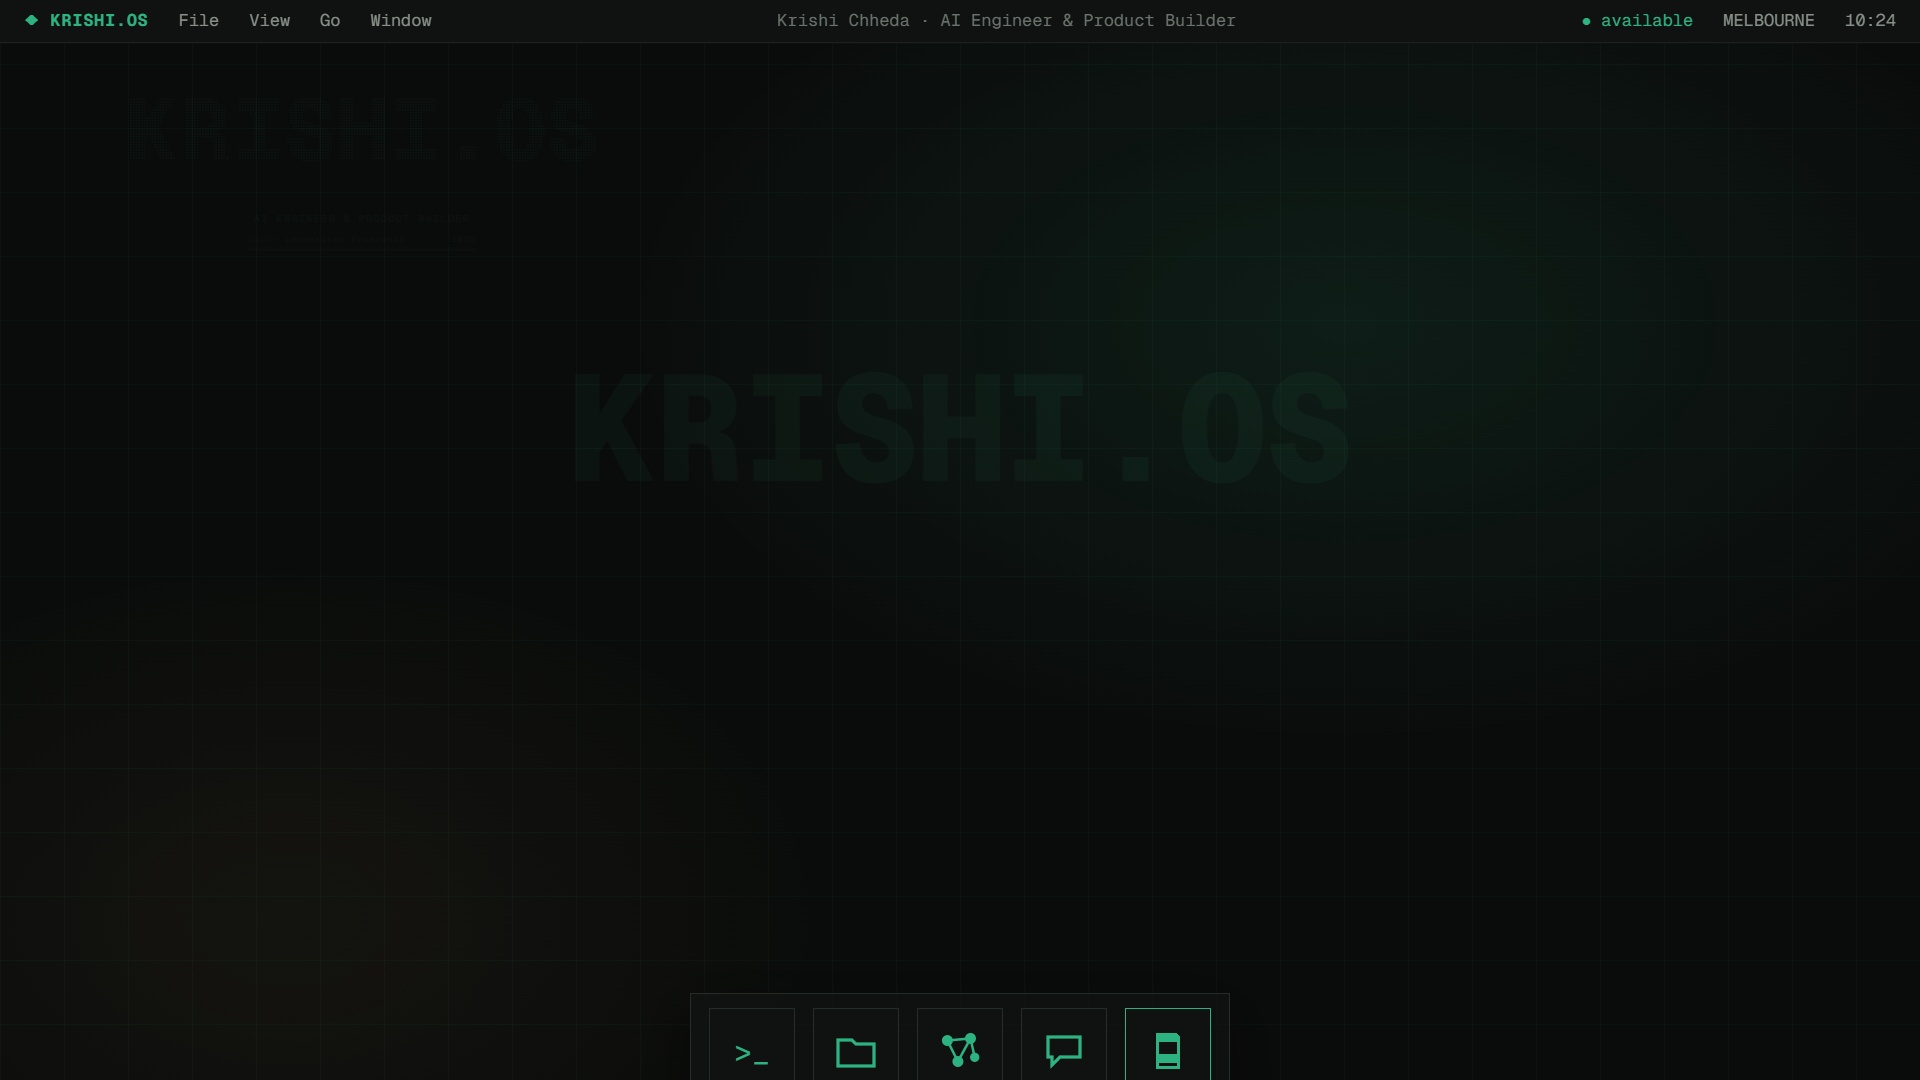 KRISHI.OS File View Go Window Krishi Chheda · AI Engineer & Product Builder ● available MELBOURNE 10:24
KRISHI.OS
KRISHI.OS
>_